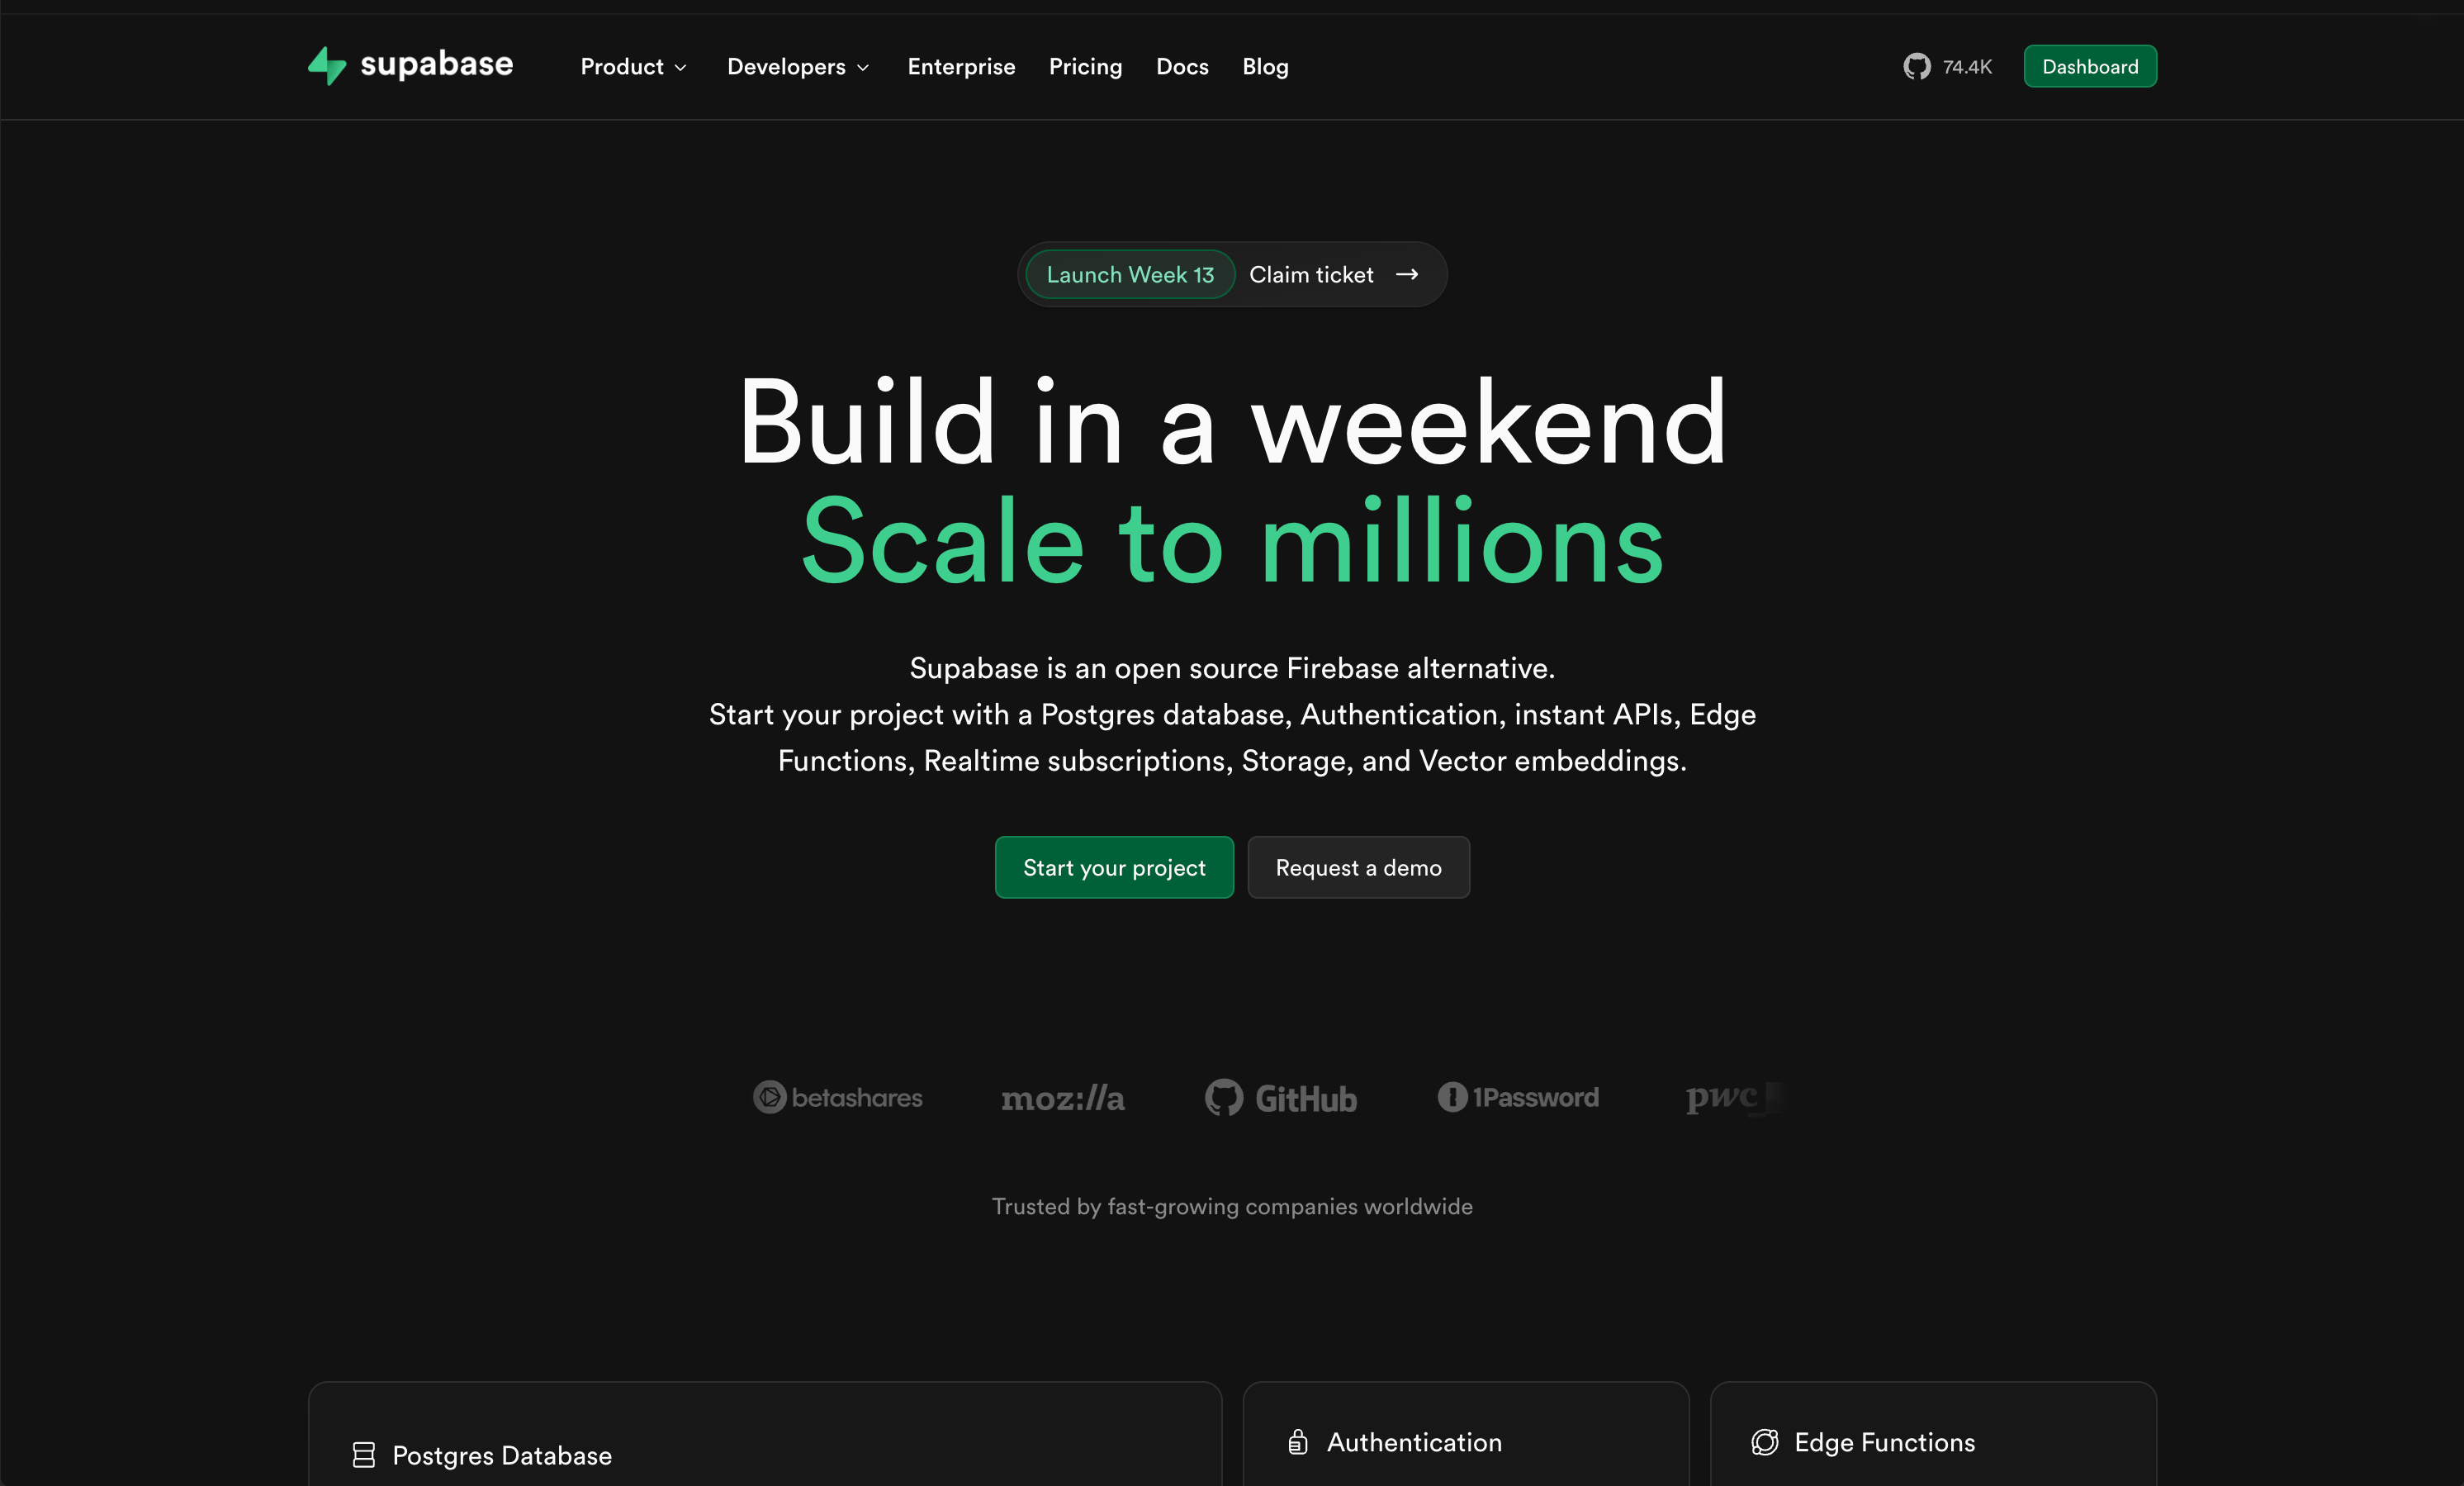 supabase
Product
Developers
Enterprise
Pricing
Docs
Blog
74.4K
Dashboard
Launch Week 13 Claim ticket →
Build in a weekend
Scale to millions
Supabase is an open source Firebase alternative.
Start your project with a Postgres database, Authentication, instant APIs, Edge
Functions, Realtime subscriptions, Storage, and Vector embeddings.
Start your project
Request a demo
betashares
moz://a
GitHub
1Password
pwc
Trusted by fast-growing companies worldwide
Postgres Database
Authentication
Edge Functions